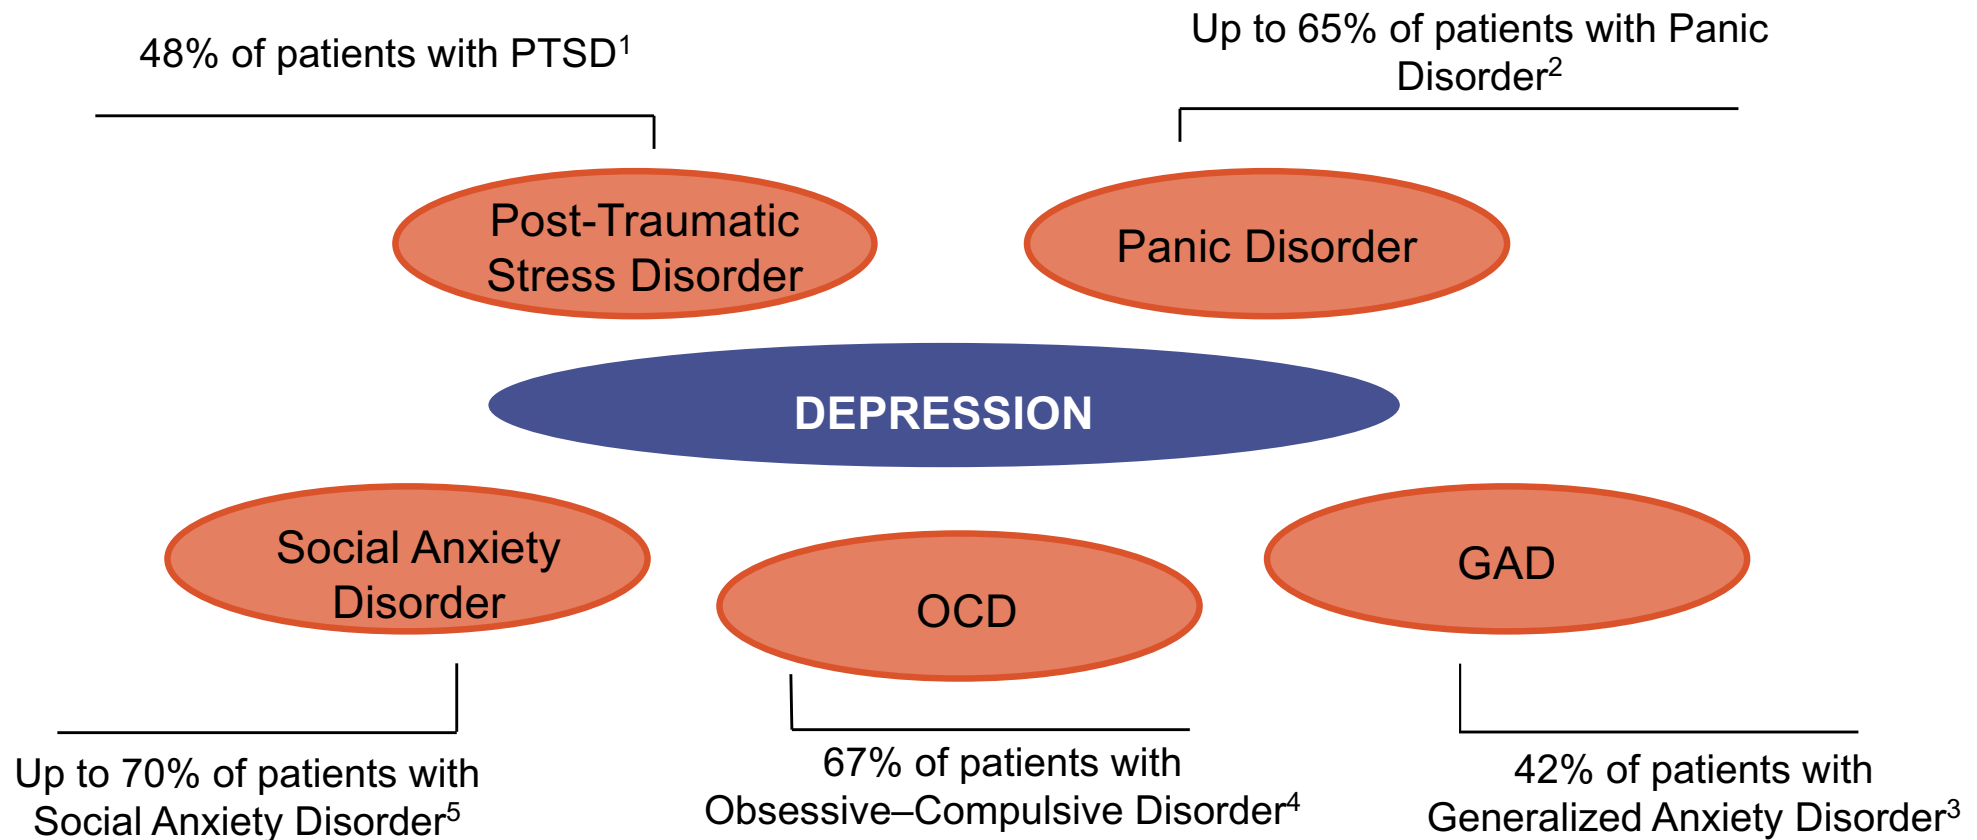 48% of patients with PTSD¹
Up to 65% of patients with Panic
Disorder²
Post-Traumatic
Stress Disorder
Panic Disorder
DEPRESSION
Social Anxiety
Disorder
OCD
GAD
Up to 70% of patients with
Social Anxiety Disorder⁵
67% of patients with
Obsessive–Compulsive Disorder⁴
42% of patients with
Generalized Anxiety Disorder³